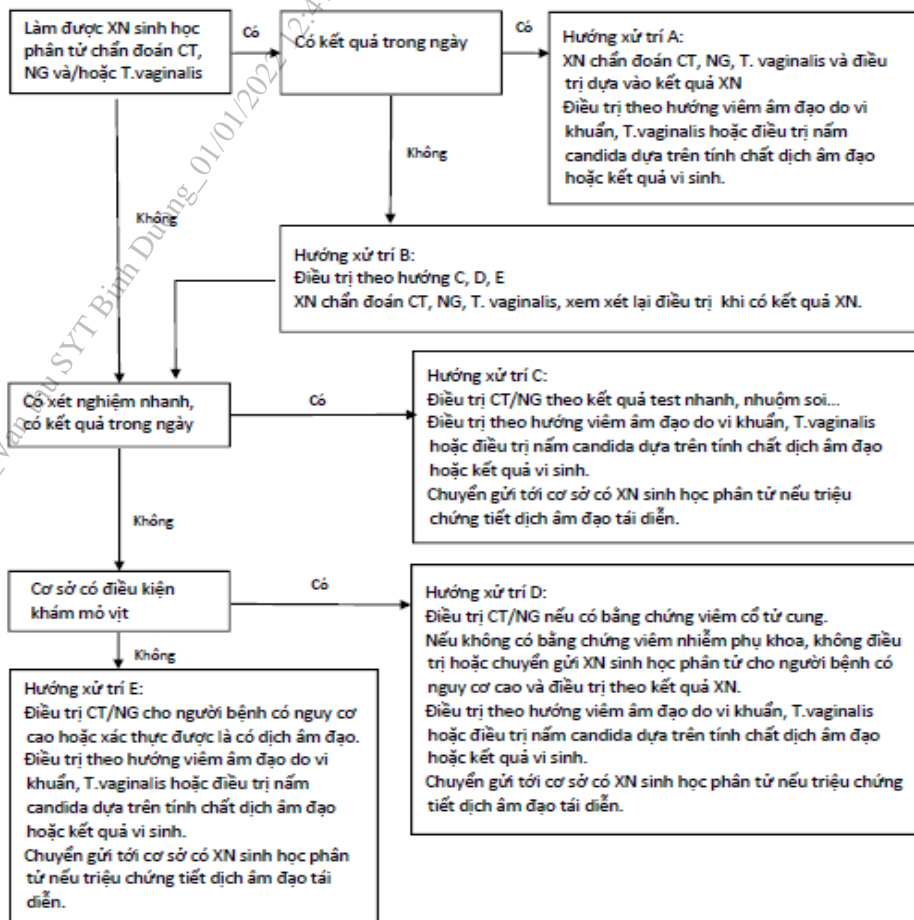 Làm được XN sinh học
phân tử chẩn đoán CT,
NG và/hoặc T.vaginalis
Có
Có kết quả trong ngày
Có
Hướng xử trí A:
XN chẩn đoán CT, NG, T. vaginalis và điều
trị dựa vào kết quả XN
Điều trị theo hướng viêm âm đạo do vi
khuẩn, T.vaginalis hoặc điều trị nấm
candida dựa trên tính chất dịch âm đạo
hoặc kết quả vi sinh.
Không
Không
Hướng xử trí B:
Điều trị theo hướng C, D, E
XN chẩn đoán CT, NG, T. vaginalis, xem xét lại điều trị khi có kết quả XN.
Có xét nghiệm nhanh,
có kết quả trong ngày
Có
Hướng xử trí C:
Điều trị CT/NG theo kết quả test nhanh, nhuộm soi...
Điều trị theo hướng viêm âm đạo do vi khuẩn, T.vaginalis
hoặc điều trị nấm candida dựa trên tính chất dịch âm đạo
hoặc kết quả vi sinh.
Chuyển gửi tới cơ sở có XN sinh học phân tử nếu triệu
chứng tiết dịch âm đạo tái diễn.
Không
Cơ sở có điều kiện
khám mỏ vịt
Có
Hướng xử trí D:
Điều trị CT/NG nếu có bằng chứng viêm cổ tử cung.
Nếu không có bằng chứng viêm nhiễm phụ khoa, không điều
trị hoặc chuyển gửi XN sinh học phân tử cho người bệnh có
nguy cơ cao và điều trị theo kết quả XN.
Điều trị theo hướng viêm âm đạo do vi khuẩn, T.vaginalis
hoặc điều trị nấm candida dựa trên tính chất dịch âm đạo
hoặc kết quả vi sinh.
Chuyển gửi tới cơ sở có XN sinh học phân tử nếu triệu chứng
tiết dịch âm đạo tái diễn.
Không
Hướng xử trí E:
Điều trị CT/NG cho người bệnh có nguy cơ
cao hoặc xác thực được là có dịch âm đạo.
Điều trị theo hướng viêm âm đạo do vi
khuẩn, T.vaginalis hoặc điều trị nấm
candida dựa trên tính chất dịch âm đạo
hoặc kết quả vi sinh.
Chuyển gửi tới cơ sở có XN sinh học phân
tử nếu triệu chứng tiết dịch âm đạo tái
diễn.
SYT Bình Dương_01/01/2022